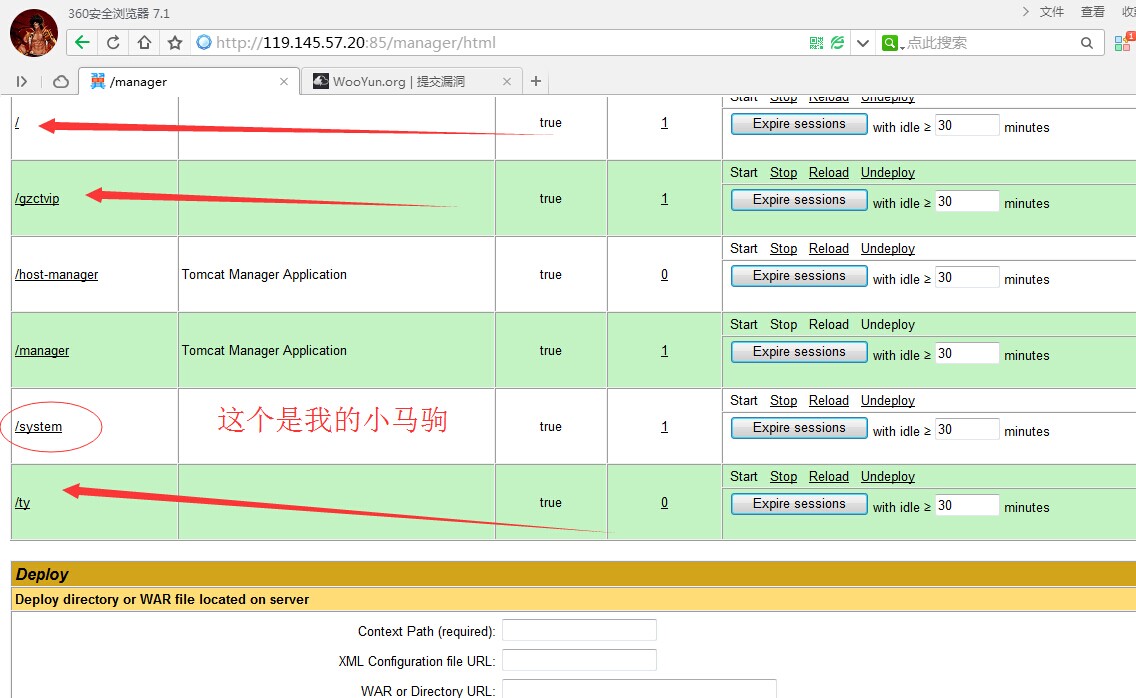 360安全浏览器 7.1
文件 查看 收
http://119.145.57.20:85/manager/html 点此搜索 1
/manager WooYun.org | 提交漏洞
Start Stop Reload Undeploy
/ true 1 Expire sessions with idle ≥ 30 minutes
Start Stop Reload Undeploy
/gzctvip true 1 Expire sessions with idle ≥ 30 minutes
Start Stop Reload Undeploy
/host-manager Tomcat Manager Application true 0 Expire sessions with idle ≥ 30 minutes
Start Stop Reload Undeploy
/manager Tomcat Manager Application true 1 Expire sessions with idle ≥ 30 minutes
Start Stop Reload Undeploy
/system 这个是我的小马驹 true 1 Expire sessions with idle ≥ 30 minutes
Start Stop Reload Undeploy
/ty true 0 Expire sessions with idle ≥ 30 minutes
Deploy
Deploy directory or WAR file located on server
Context Path (required):
XML Configuration file URL:
WAR or Directory URL: